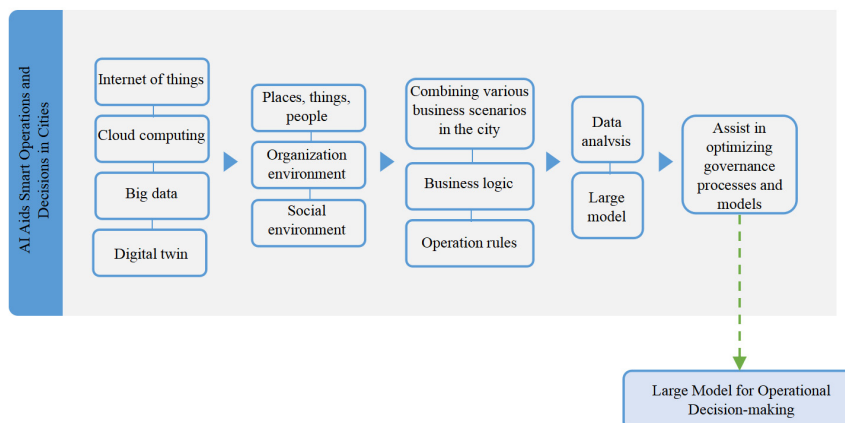 AI Aids Smart Operations and
Decisions in Cities
Internet of things
Cloud computing
Big data
Digital twin
Places, things,
people
Organization
environment
Social
environment
Combining various
business scenarios
in the city
Business logic
Operation rules
Data
analysis
Large
model
Assist in
optimizing
governance
processes and
models
Large Model for Operational
Decision-making